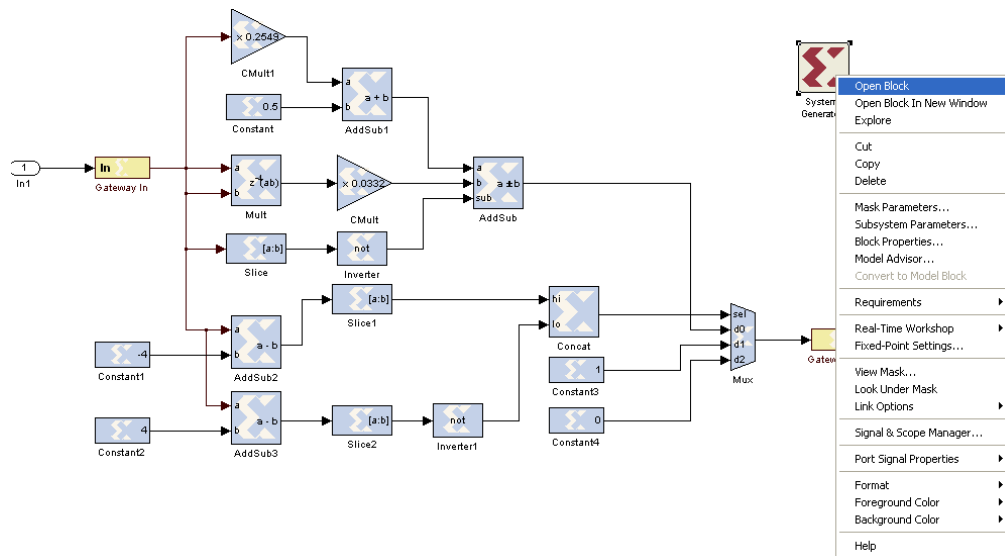 x 0.2549
CMult1
0.5
Constant
a
b
a + b
AddSub1
1
In1
In
Gateway In
a
b
z (ab)
Mult
x 0.0332
CMult
a
b
sub
a ± b
AddSub
[a:b]
Slice
not
Inverter
[a:b]
Slice1
hi
lo
Concat
-4
Constant1
a
b
a - b
AddSub2
4
Constant2
a
b
a - b
AddSub3
[a:b]
Slice2
not
Inverter1
1
Constant3
0
Constant4
sel
d0
d1
d2
Mux
Gatew
System
Generato
Open Block
Open Block In New Window
Explore
Cut
Copy
Delete
Mask Parameters...
Subsystem Parameters...
Block Properties...
Model Advisor...
Convert to Model Block
Requirements
Real-Time Workshop
Fixed-Point Settings...
View Mask...
Look Under Mask
Link Options
Signal & Scope Manager...
Port Signal Properties
Format
Foreground Color
Background Color
Help